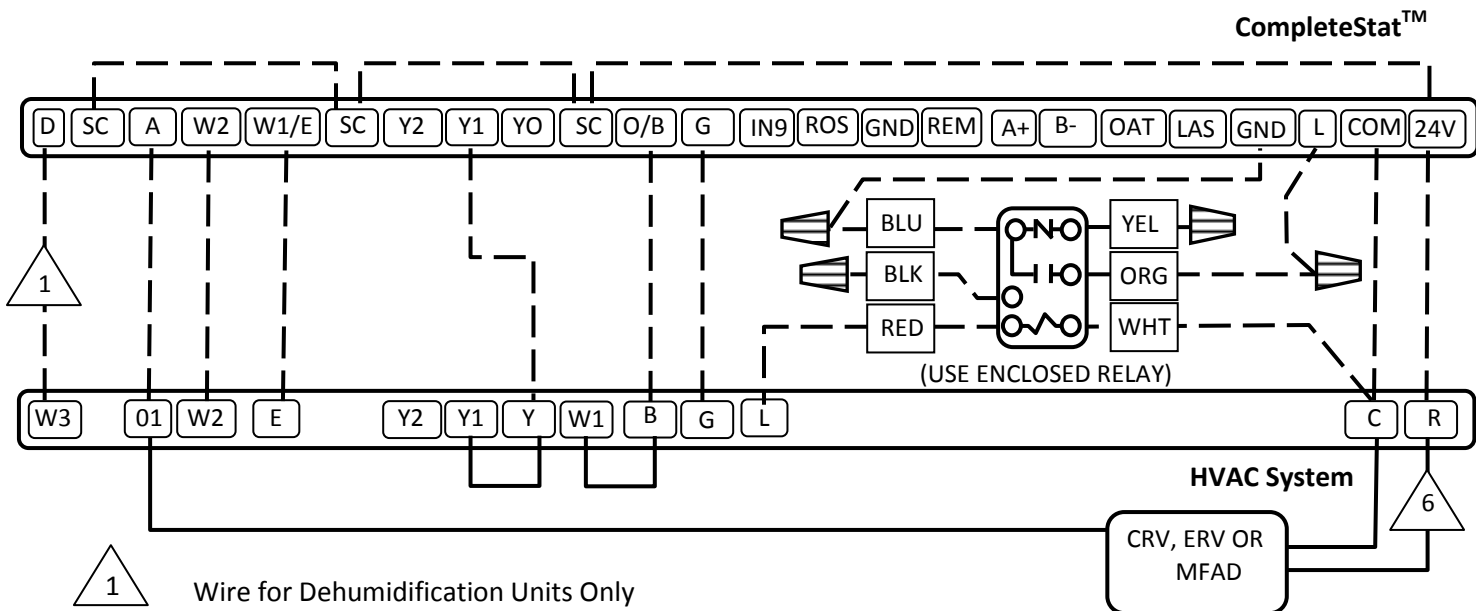 CompleteStat™
D SC A W2 W1/E SC Y2 Y1 YO SC O/B G IN9 ROS GND REM A+ B- OAT LAS GND L COM 24V
BLU YEL
1
BLK ORG
RED WHT
(USE ENCLOSED RELAY)
W3 01 W2 E Y2 Y1 Y W1 B G L C R
HVAC System
6
CRV, ERV OR
MFAD
1 Wire for Dehumidification Units Only